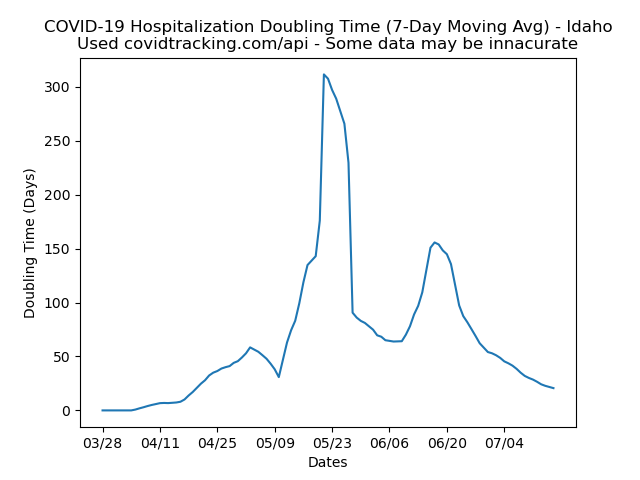 COVID-19 Hospitalization Doubling Time (7-Day Moving Avg) - Idaho
Used covidtracking.com/api - Some data may be innacurate
300
250
200
150
100
50
0
Doubling Time (Days)
03/28 04/11 04/25 05/09 05/23 06/06 06/20 07/04
Dates